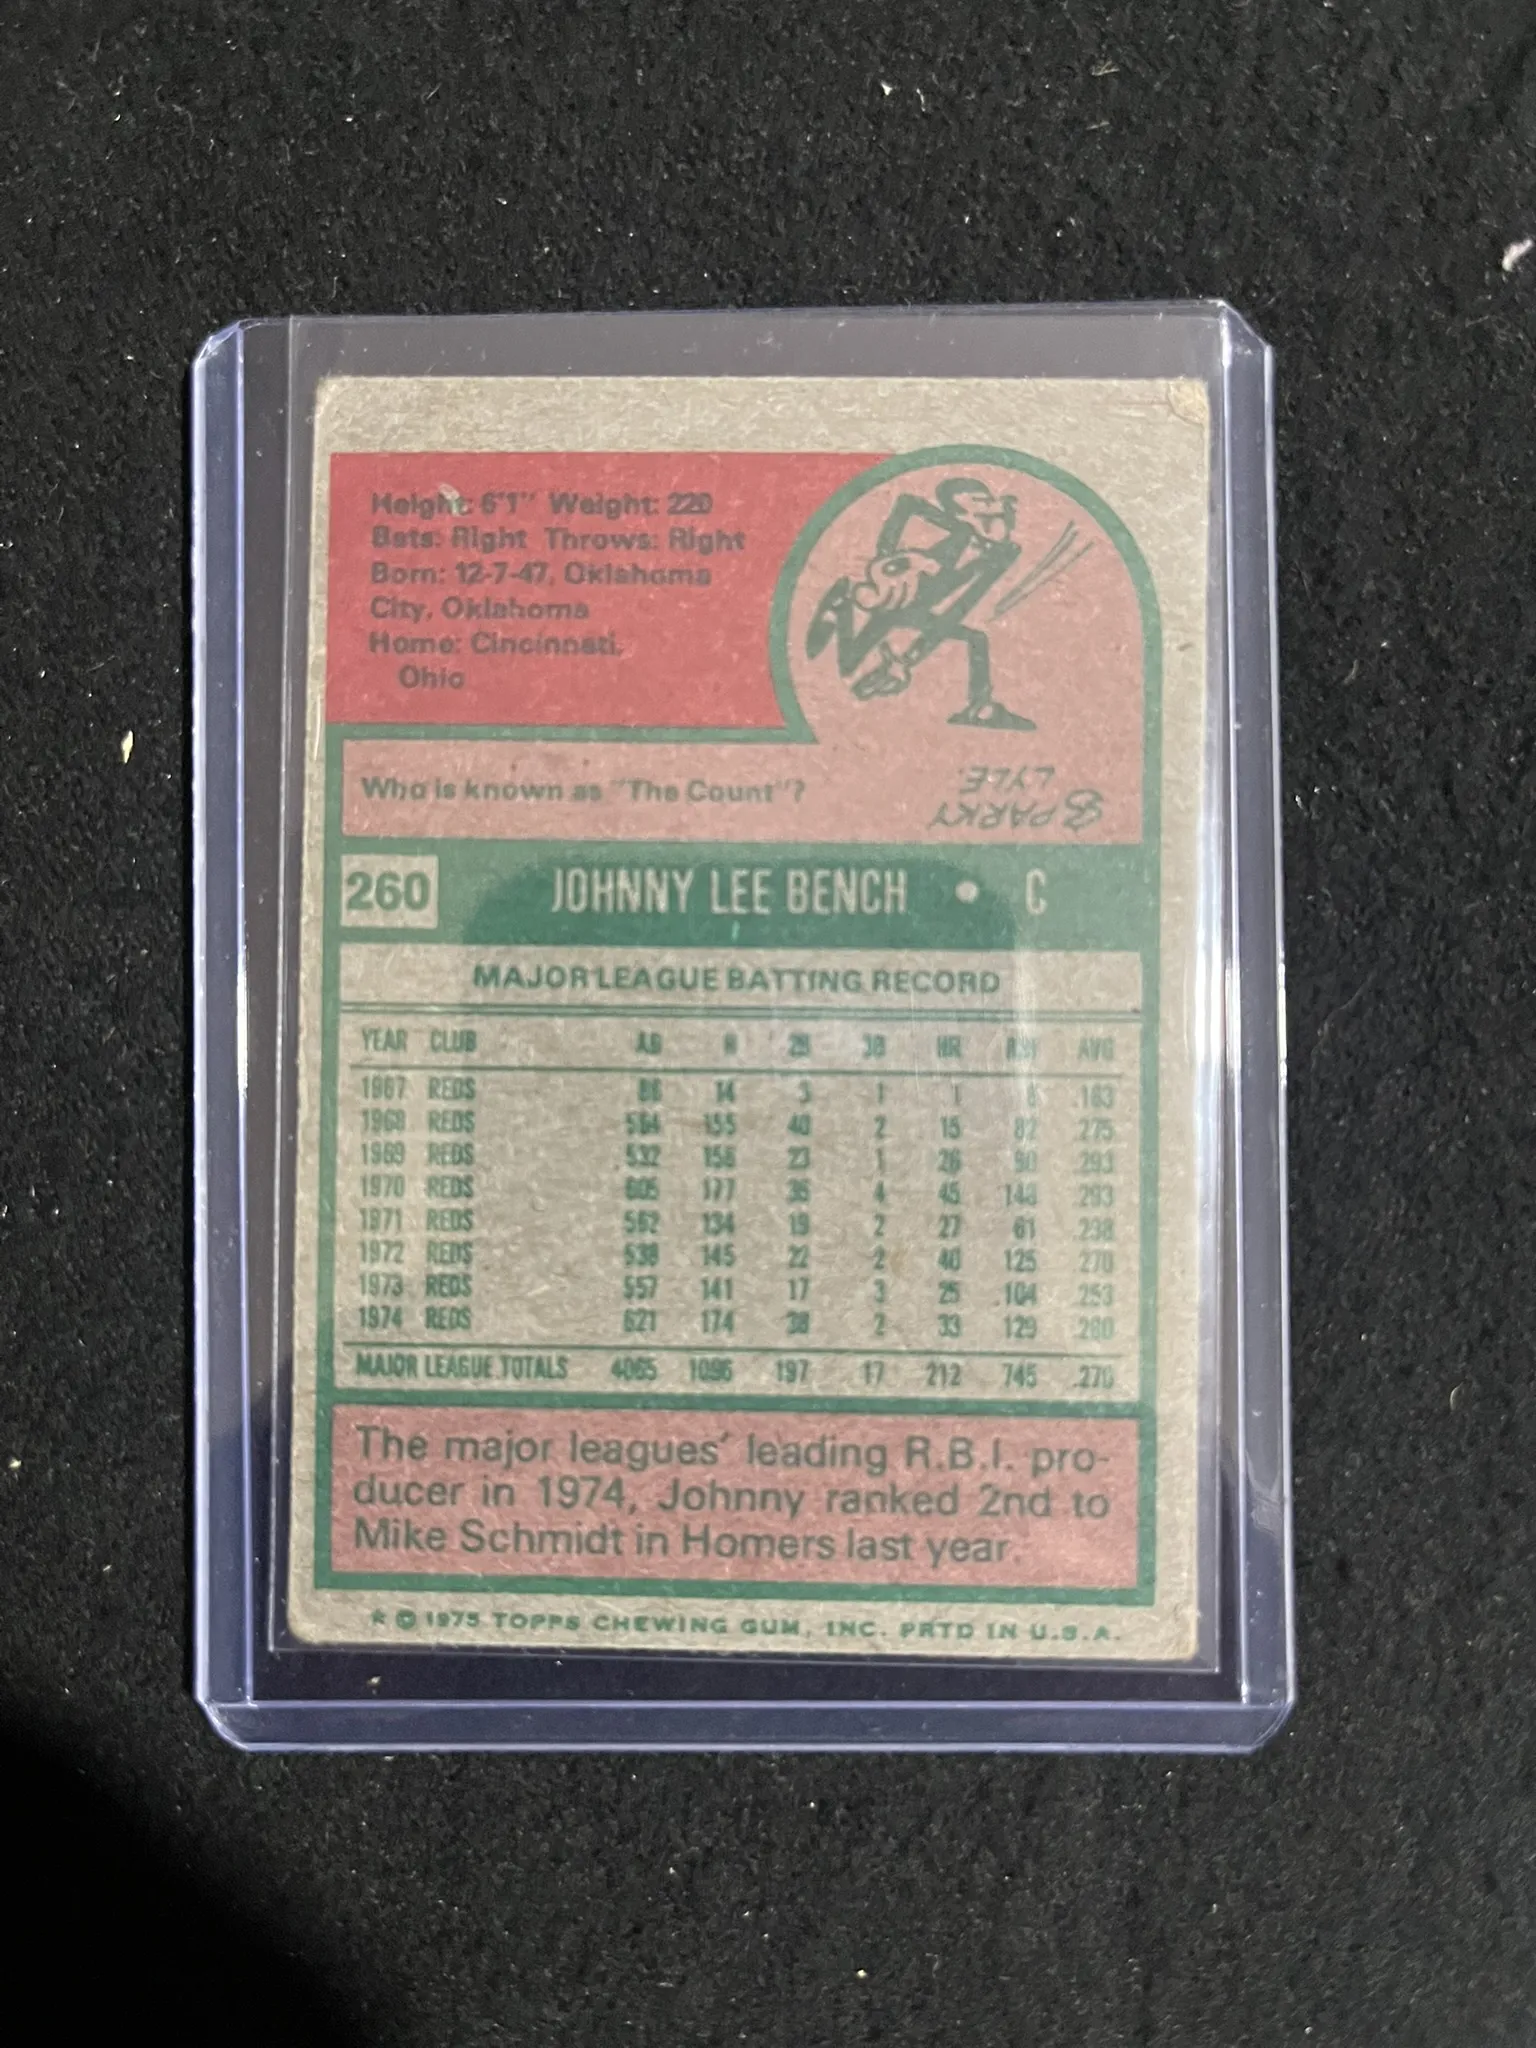 Height: 6'1" Weight: 220
Bats: Right Throws: Right
Born: 12-7-47, Oklahoma
City, Oklahoma
Home: Cincinnati,
Ohio
Who is known as "The Count"?
SPARKY
LYLE.
260 JOHNNY LEE BENCH • C
MAJOR LEAGUE BATTING RECORD
YEAR CLUB AB H 2B 3B HR RBI AVG
1967 REDS 86 14 3 1 1 6 .163
1968 REDS 564 155 40 2 15 82 .275
1969 REDS 532 156 23 1 26 90 .293
1970 REDS 605 177 35 4 45 148 .293
1971 REDS 562 134 19 2 27 61 .238
1972 REDS 538 145 22 2 40 125 .270
1973 REDS 557 141 17 3 25 104 .253
1974 REDS 621 174 38 2 33 129 .280
MAJOR LEAGUE TOTALS 4065 1096 197 17 212 745 .270
The major leagues' leading R.B.I. pro-
ducer in 1974, Johnny ranked 2nd to
Mike Schmidt in Homers last year.
* © 1975 TOPPS CHEWING GUM, INC. PRTD IN U.S.A.